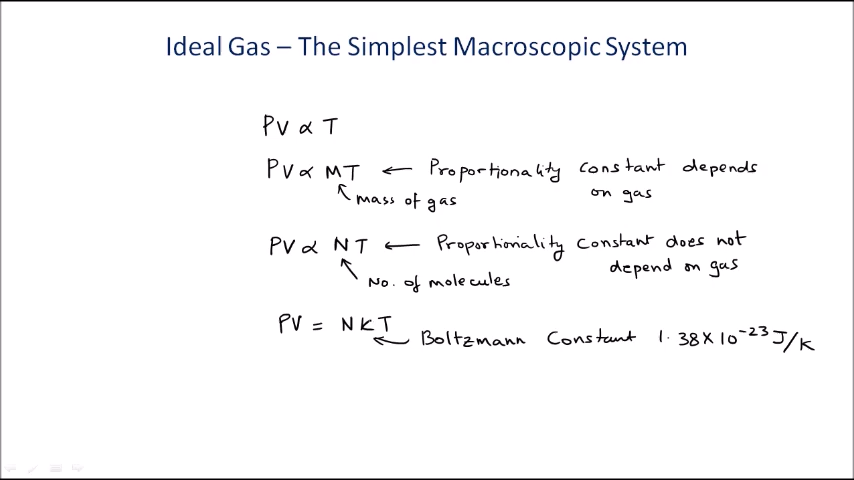 Ideal Gas – The Simplest Macroscopic System
PV ∝ T
PV ∝ MT ← Proportionality constant depends
on gas
mass of gas
PV ∝ NT ← Proportionality constant does not
depend on gas
No. of molecules
PV = NKT
Boltzmann Constant 1.38×10⁻²³ J/K